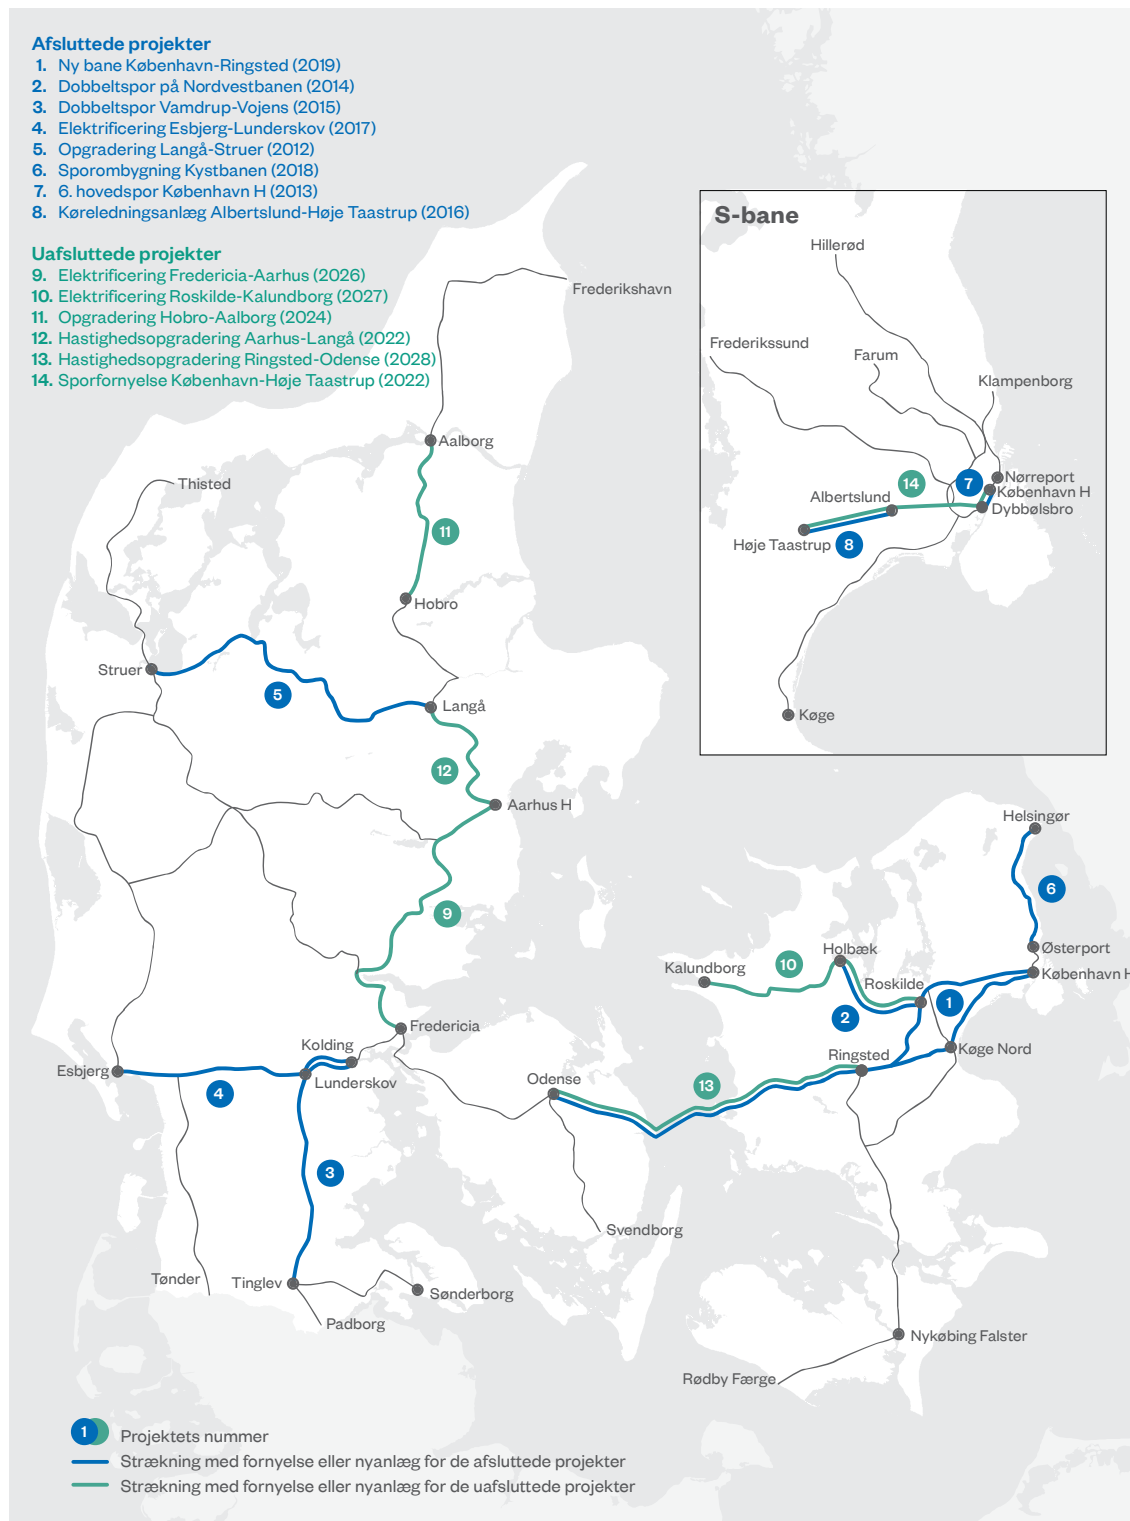 Afsluttede projekter
1. Ny bane København-Ringsted (2019)
2. Dobbeltspor på Nordvestbanen (2014)
3. Dobbeltspor Vamdrup-Vojens (2015)
4. Elektrificering Esbjerg-Lunderskov (2017)
5. Opgradering Langå-Struer (2012)
6. Sporombygning Kystbanen (2018)
7. 6. hovedspor København H (2013)
8. Køreledningsanlæg Albertslund-Høje Taastrup (2016)
Uafsluttede projekter
9. Elektrificering Fredericia-Aarhus (2026)
10. Elektrificering Roskilde-Kalundborg (2027)
11. Opgradering Hobro-Aalborg (2024)
12. Hastighedsopgradering Aarhus-Langå (2022)
13. Hastighedsopgradering Ringsted-Odense (2028)
14. Sporfornyelse København-Høje Taastrup (2022)
S-bane
Hillerød
Frederikssund
Farum
Klampenborg
Nørreport
14
7
København H
Albertslund
Dybbølsbro
Høje Taastrup
8
Køge
Frederikshavn
Aalborg
Thisted
11
Hobro
Struer
5
Langå
12
Aarhus H
Helsingør
6
9
Østerport
Holbæk
Kalundborg
10
København H
Roskilde
1
2
Fredericia
Kolding
Køge Nord
Ringsted
Esbjerg
Lunderskov
Odense
4
13
3
Svendborg
Tønder
Tinglev
Sønderborg
Padborg
Nykøbing Falster
Rødby Færge
1
Projektets nummer
Strækning med fornyelse eller nyanlæg for de afsluttede projekter
Strækning med fornyelse eller nyanlæg for de uafsluttede projekter